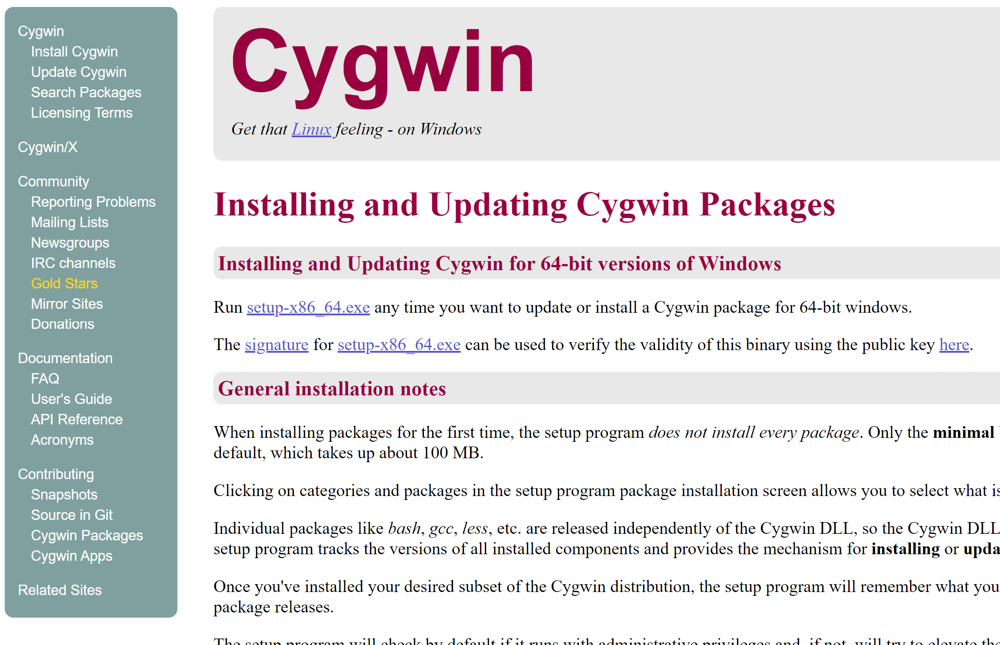 Cygwin
Install Cygwin
Update Cygwin
Search Packages
Licensing Terms
Cygwin/X
Community
Reporting Problems
Mailing Lists
Newsgroups
IRC channels
Gold Stars
Mirror Sites
Donations
Documentation
FAQ
User's Guide
API Reference
Acronyms
Contributing
Snapshots
Source in Git
Cygwin Packages
Cygwin Apps
Related Sites
Cygwin
Get that Linux feeling - on Windows
Installing and Updating Cygwin Packages
Installing and Updating Cygwin for 64-bit versions of Windows
Run setup-x86_64.exe any time you want to update or install a Cygwin package for 64-bit windows.
The signature for setup-x86_64.exe can be used to verify the validity of this binary using the public key here.
General installation notes
When installing packages for the first time, the setup program does not install every package. Only the minimal
default, which takes up about 100 MB.
Clicking on categories and packages in the setup program package installation screen allows you to select what is
Individual packages like bash, gcc, less, etc. are released independently of the Cygwin DLL, so the Cygwin DLL
setup program tracks the versions of all installed components and provides the mechanism for installing or upda
Once you've installed your desired subset of the Cygwin distribution, the setup program will remember what you
package releases.
The setup program will check by default if it runs with administrative privileges and, if not, will try to elevate the